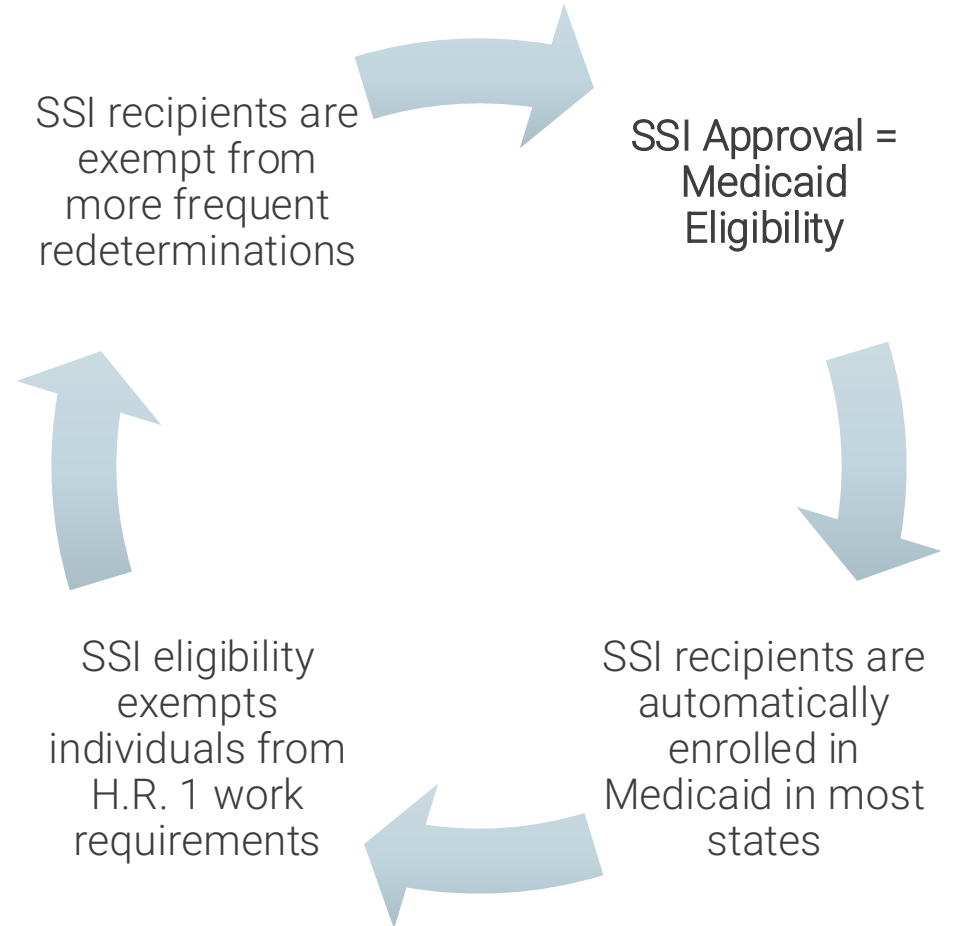 SSI recipients are
exempt from
more frequent
redeterminations
SSI Approval =
Medicaid
Eligibility
SSI recipients are
automatically
enrolled in
Medicaid in most
states
SSI eligibility
exempts
individuals from
H.R. 1 work
requirements